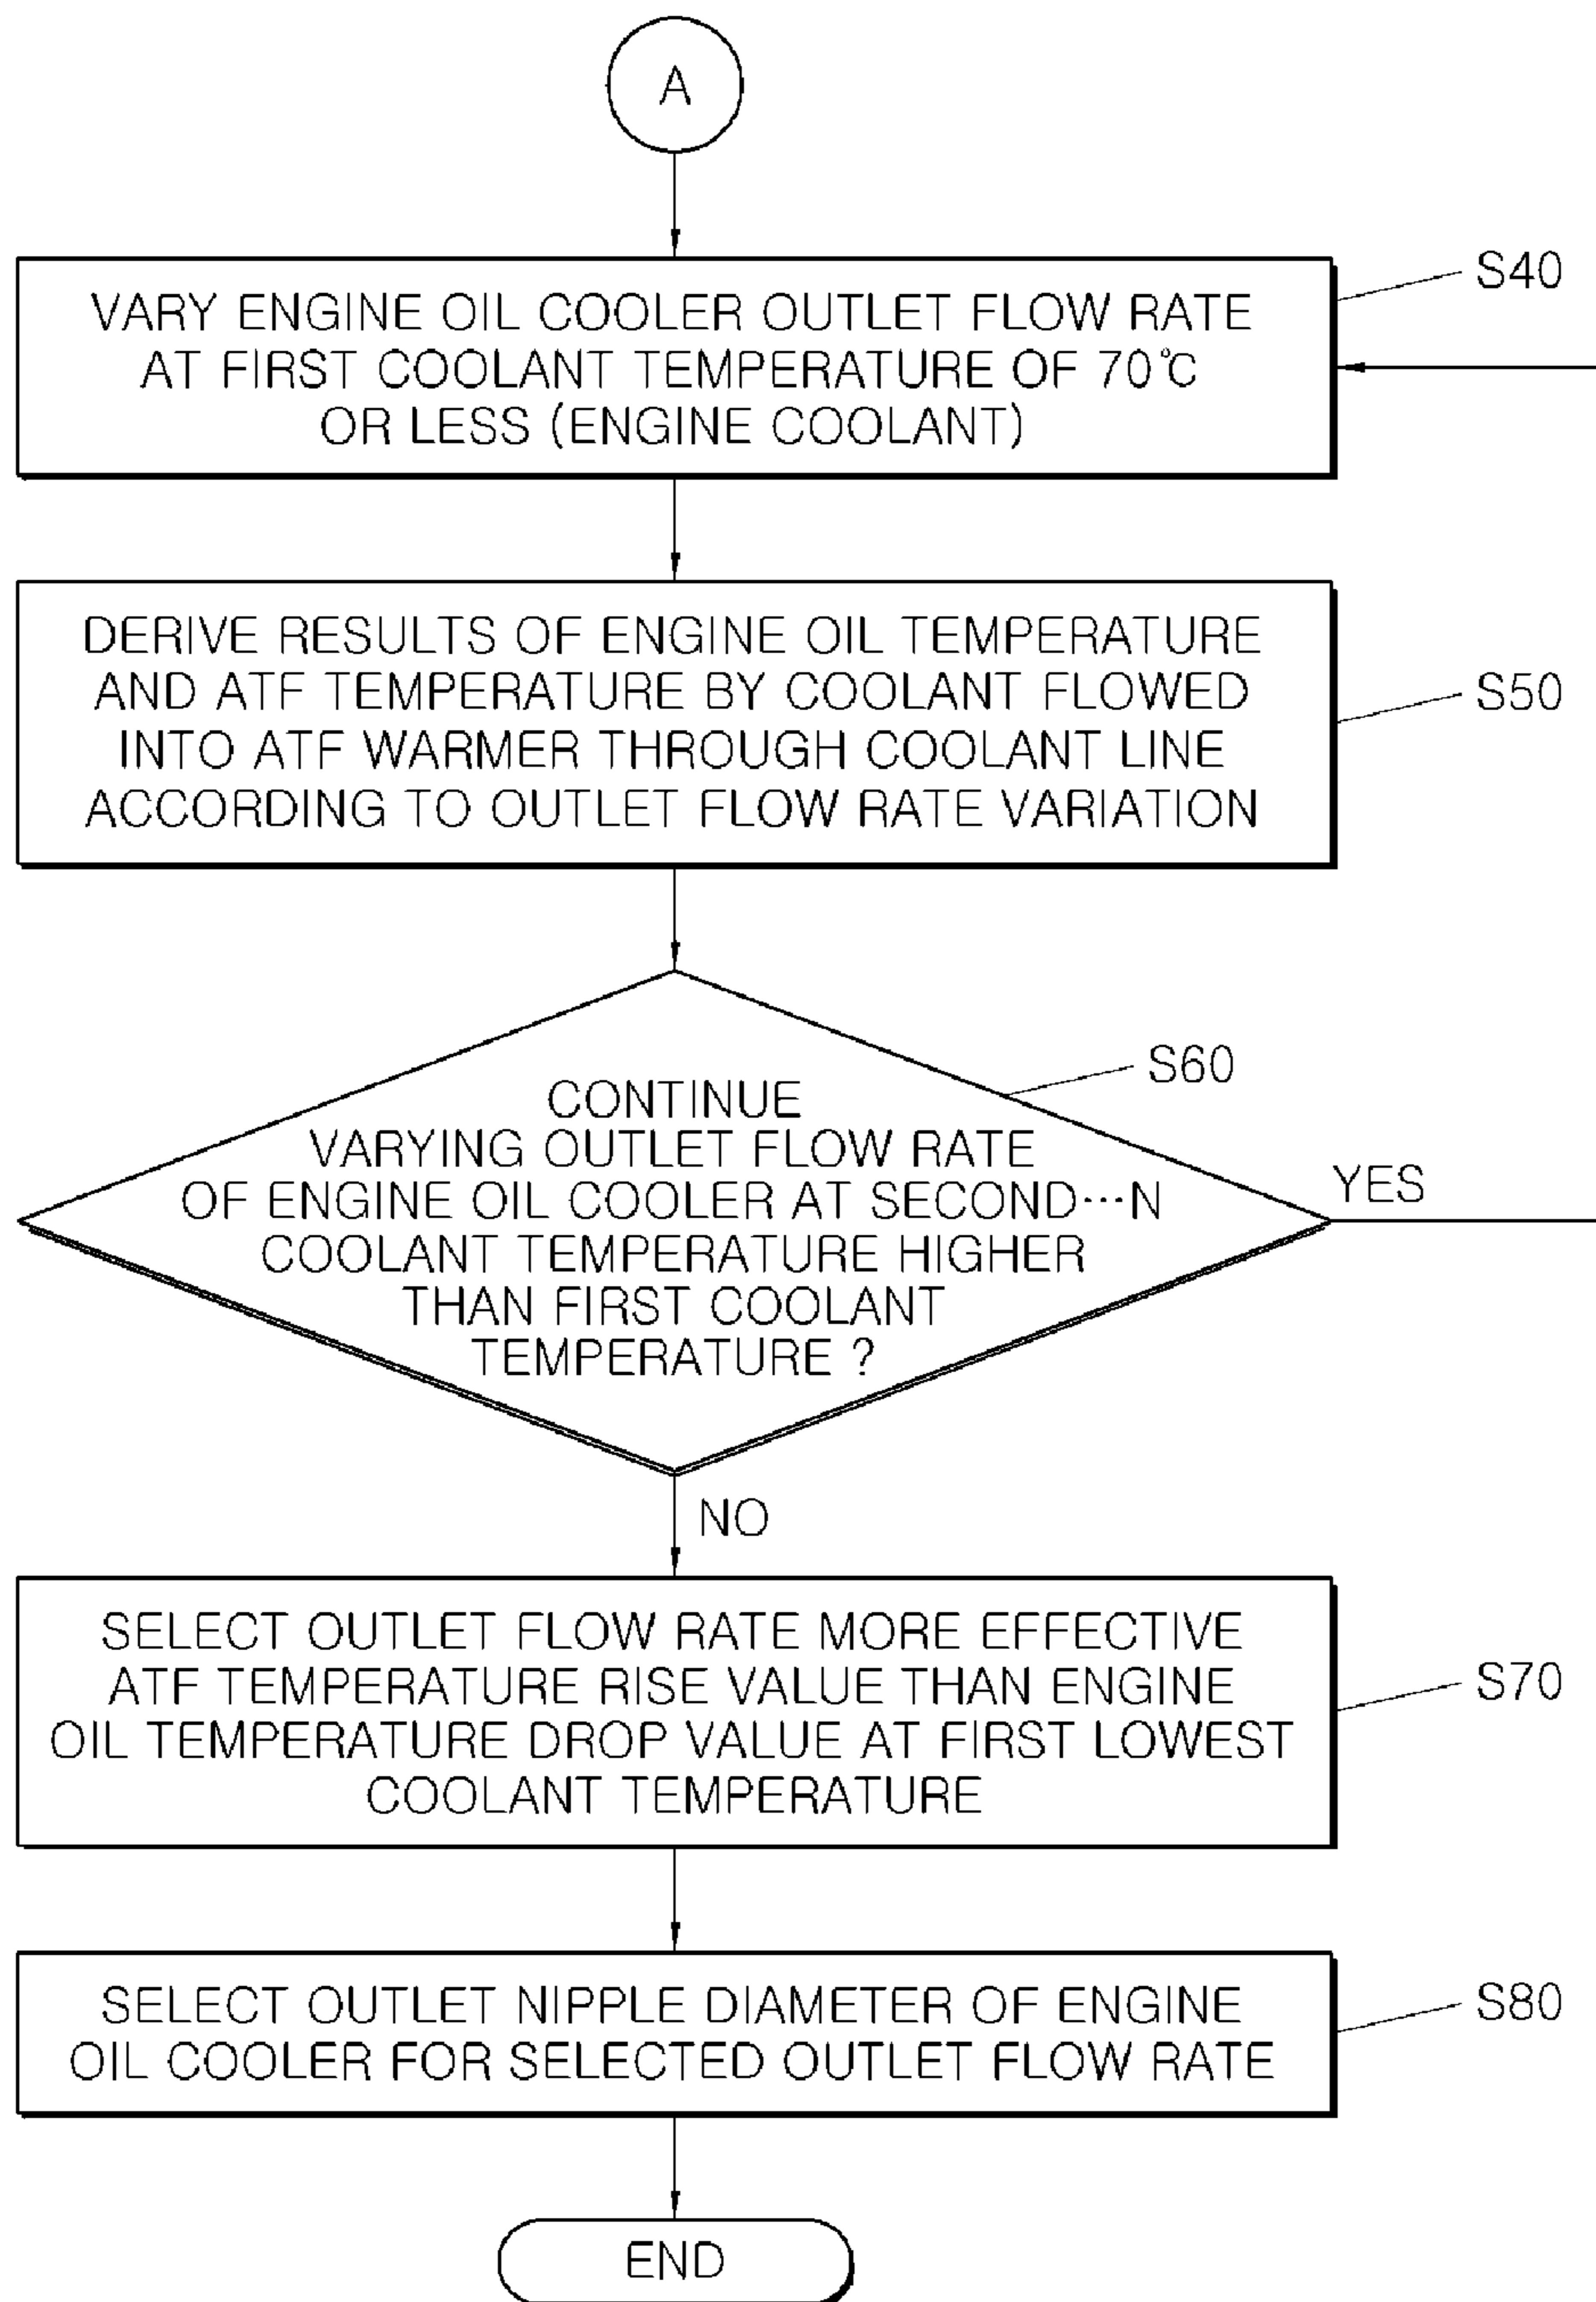 A
VARY ENGINE OIL COOLER OUTLET FLOW RATE
AT FIRST COOLANT TEMPERATURE OF 70℃
OR LESS (ENGINE COOLANT)
S40
DERIVE RESULTS OF ENGINE OIL TEMPERATURE
AND ATF TEMPERATURE BY COOLANT FLOWED
INTO ATF WARMER THROUGH COOLANT LINE
ACCORDING TO OUTLET FLOW RATE VARIATION
S50
CONTINUE
VARYING OUTLET FLOW RATE
OF ENGINE OIL COOLER AT SECOND···N
COOLANT TEMPERATURE HIGHER
THAN FIRST COOLANT
TEMPERATURE ?
S60
YES
NO
SELECT OUTLET FLOW RATE MORE EFFECTIVE
ATF TEMPERATURE RISE VALUE THAN ENGINE
OIL TEMPERATURE DROP VALUE AT FIRST LOWEST
COOLANT TEMPERATURE
S70
SELECT OUTLET NIPPLE DIAMETER OF ENGINE
OIL COOLER FOR SELECTED OUTLET FLOW RATE
S80
END